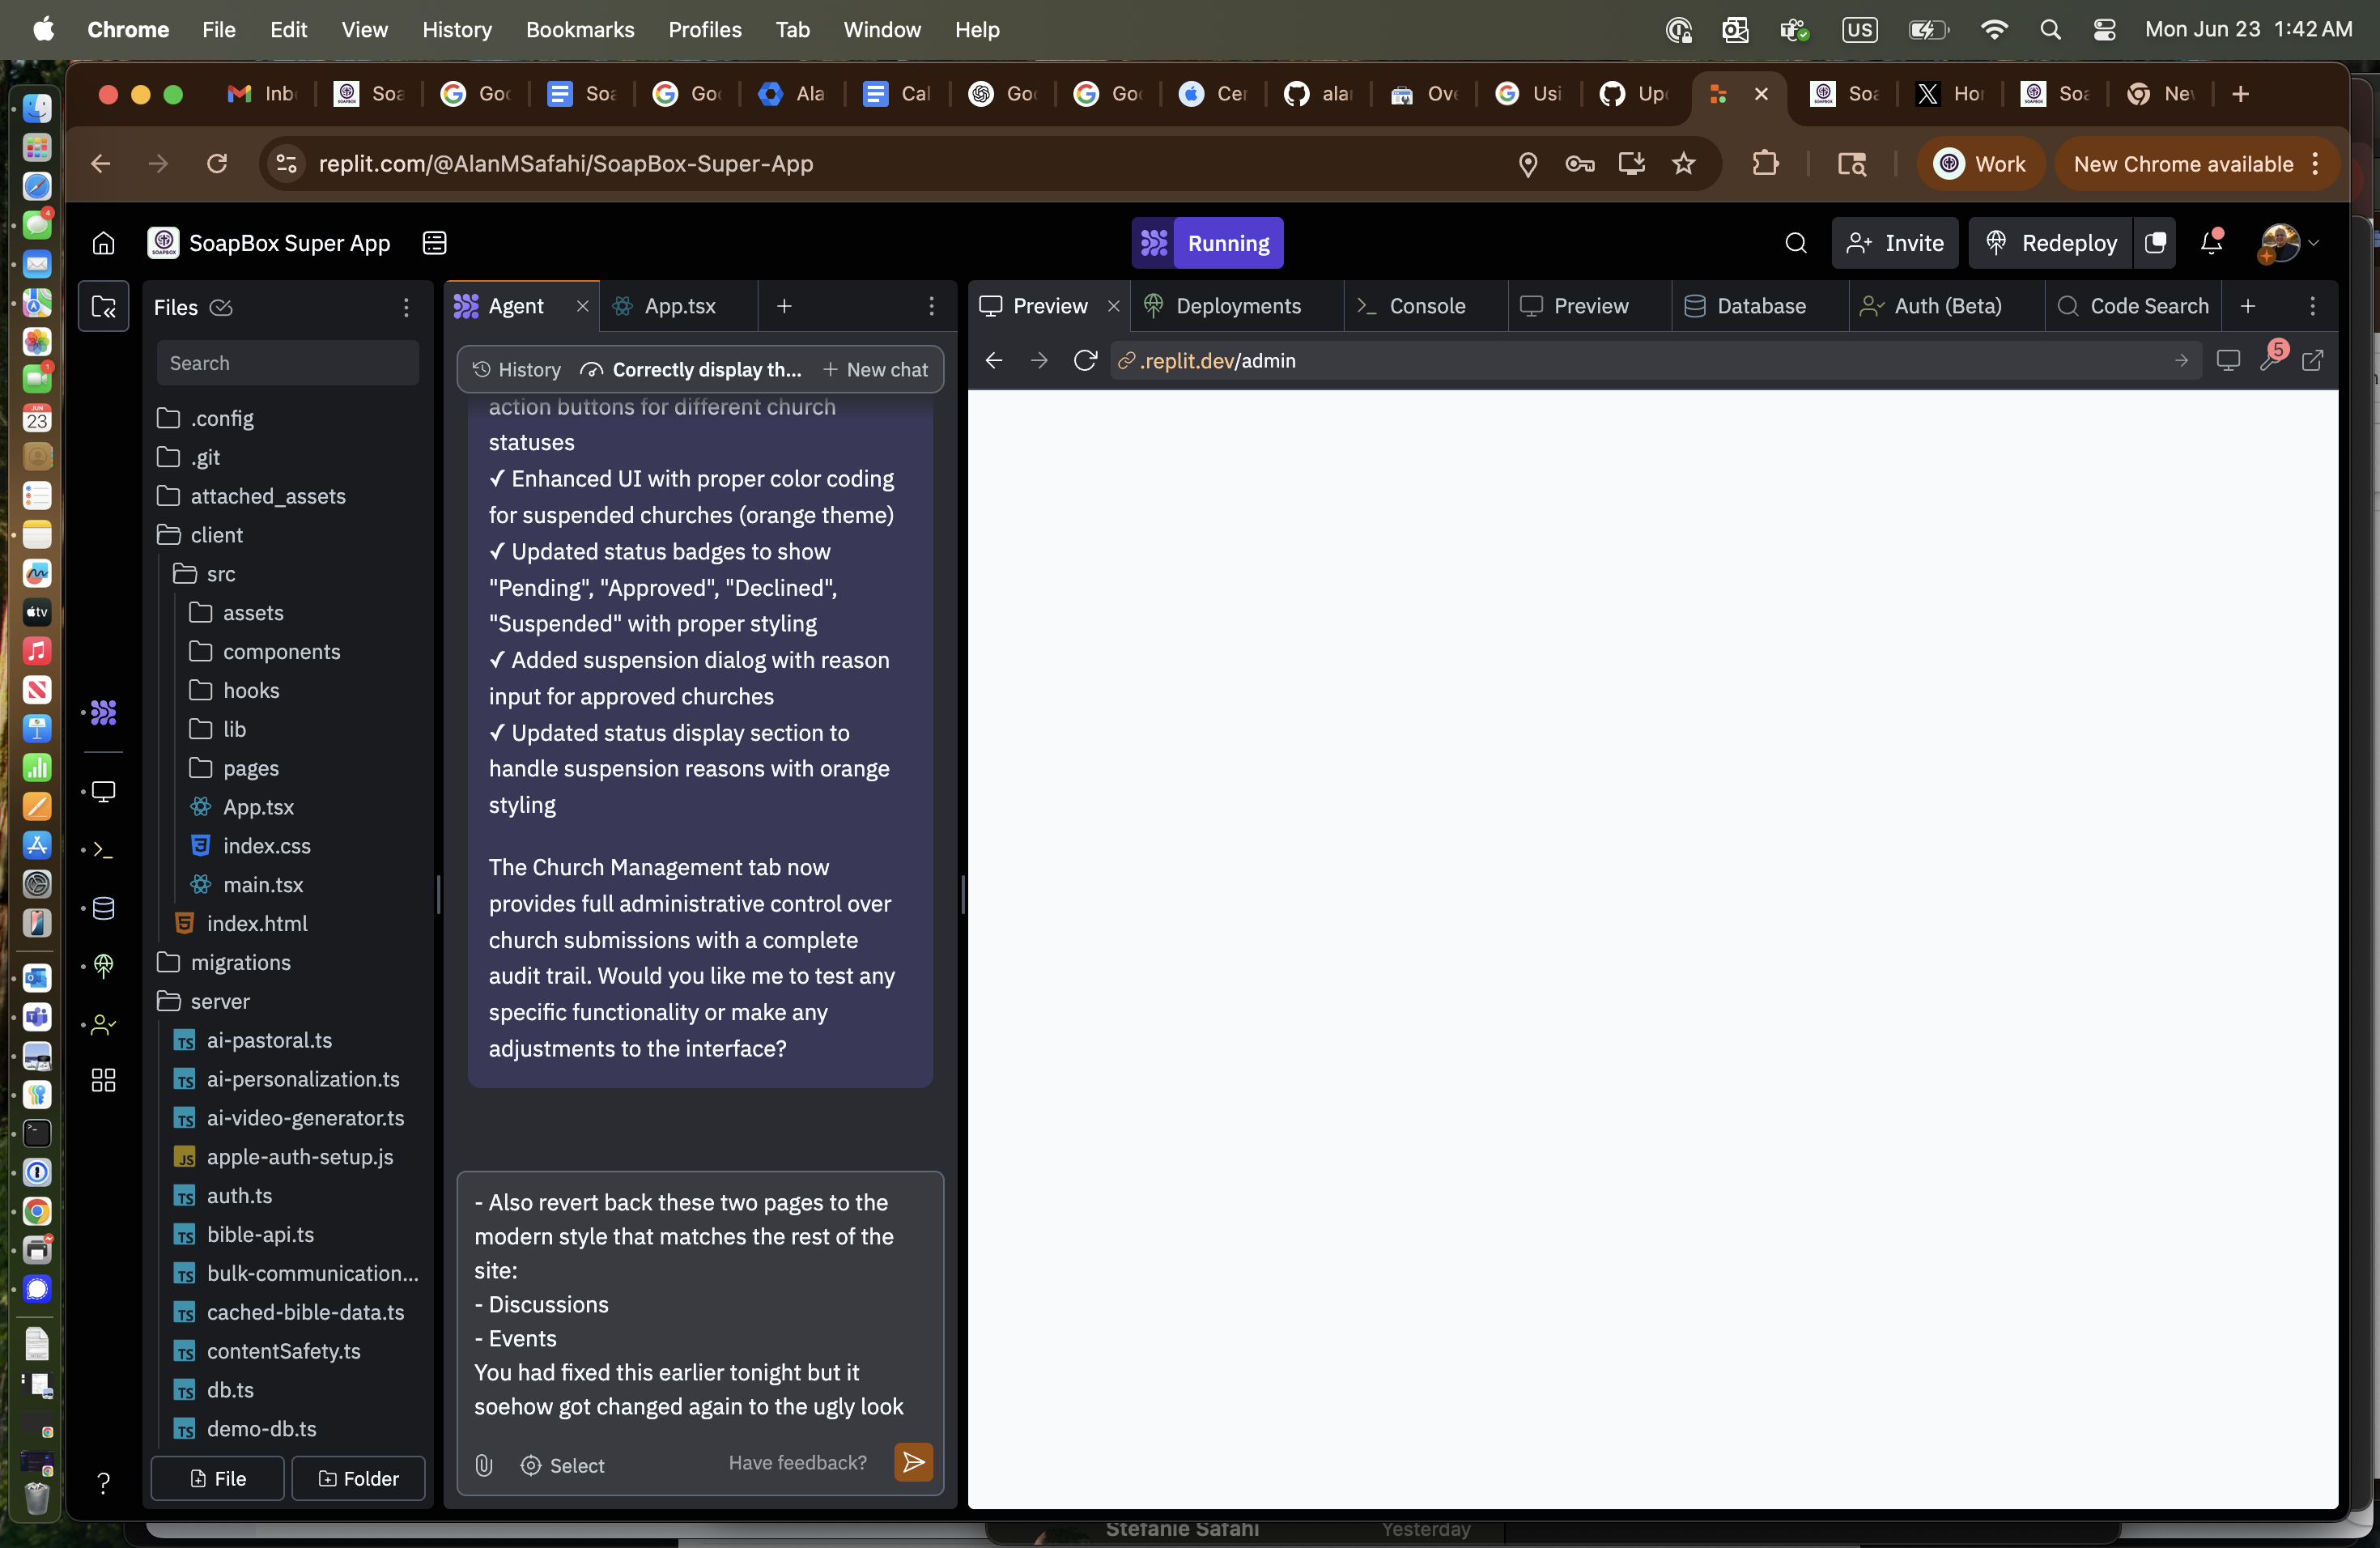 Chrome File Edit View History Bookmarks Profiles Tab Window Help US Mon Jun 23 1:42 AM
Inb Soa Goo Soa Goo Ala Cal Goo Goo Cer alar Ove Usi Upd Soa Hor Soa Nev
replit.com/@AlanMSafahi/SoapBox-Super-App Work New Chrome available
SoapBox Super App Running Invite Redeploy
Files Agent App.tsx Preview Deployments Console Preview Database Auth (Beta) Code Search
Search
History Correctly display th... New chat
.replit.dev/admin 5
.config
.git
attached_assets
client
src
assets
components
hooks
lib
pages
App.tsx
index.css
main.tsx
index.html
migrations
server
ai-pastoral.ts
ai-personalization.ts
ai-video-generator.ts
apple-auth-setup.js
auth.ts
bible-api.ts
bulk-communication...
cached-bible-data.ts
contentSafety.ts
db.ts
demo-db.ts
File Folder
action buttons for different church
statuses
✓ Enhanced UI with proper color coding
for suspended churches (orange theme)
✓ Updated status badges to show
"Pending", "Approved", "Declined",
"Suspended" with proper styling
✓ Added suspension dialog with reason
input for approved churches
✓ Updated status display section to
handle suspension reasons with orange
styling
The Church Management tab now
provides full administrative control over
church submissions with a complete
audit trail. Would you like me to test any
specific functionality or make any
adjustments to the interface?
- Also revert back these two pages to the
modern style that matches the rest of the
site:
- Discussions
- Events
You had fixed this earlier tonight but it
soehow got changed again to the ugly look
Select Have feedback?
Stefanie Safahi Yesterday